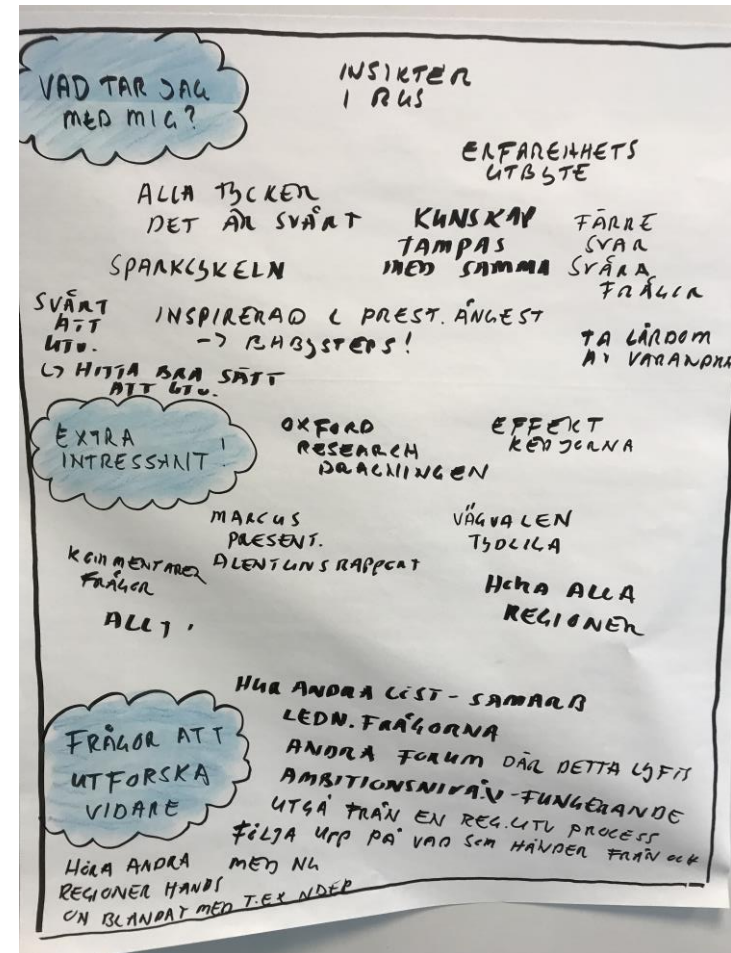 VAD TAR JAG
MED MIG?
INSIKTER
I RUS
ERFARENHETS
UTBYTE
ALLA TYCKER
DET ÄR SVÅRT
KUNSKAP
TAMPAS
MED SAMMA
FÄRRE
SVAR
SVÅRA
FRÅGOR
SPARKCYKELN
SVÅRT
ATT
UTV.
↳ HITTA BRA SÄTT
ATT UTV.
INSPIRERAD & PREST. ÅNGEST
-> BABYSTEPS!
TA LÄRDOM
AV VARANDRA
EXTRA
INTRESSANT!
OXFORD
RESEARCH
DRAGNINGEN
EFFEKT
KEDJORNA
MARCUS
PRESENT.
RAPPORT
VÄGVALEN
TYDLIGA
KOMMENTARER
FRÅGOR
ALLT.
HÖRA ALLA
REGIONER
FRÅGOR ATT
UTFORSKA
VIDARE
HUR ANDRA LÖST - SAMARB
LEDN. FRÅGORNA
ANDRA FORUM DÄR DETTA LYFTS
AMBITIONSNIVÅN - FUNGERANDE
UTGÅ FRÅN EN REG.UTV PROCESS
FÖLJA UPP PÅ VAD SOM HÄNDER FRÅN OCH
MED NU
HÖRA ANDRA
REGIONER HANDS
ON BLANDAT MED T.EX NDEP